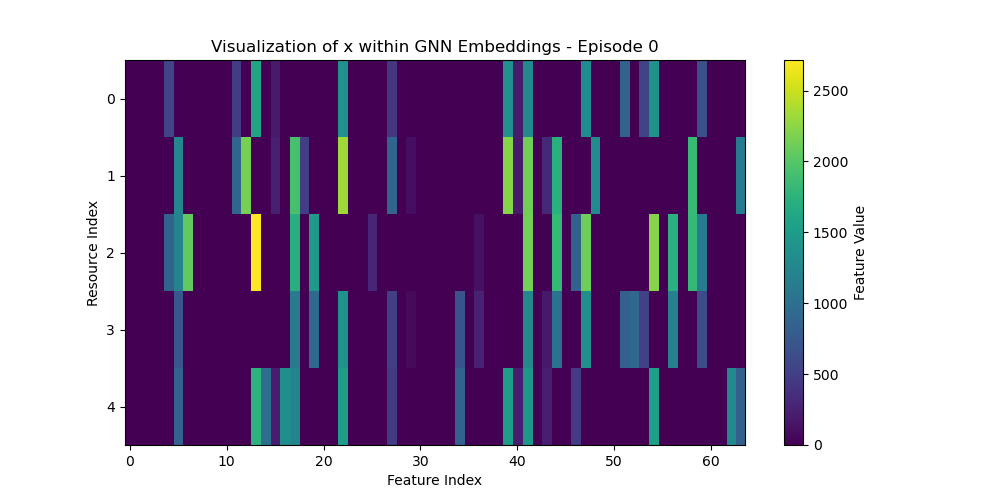 Visualization of x within GNN Embeddings - Episode 0
Resource Index
0
1
2
3
4
0 10 20 30 40 50 60
Feature Index
2500
2000
1500
1000
500
0
Feature Value